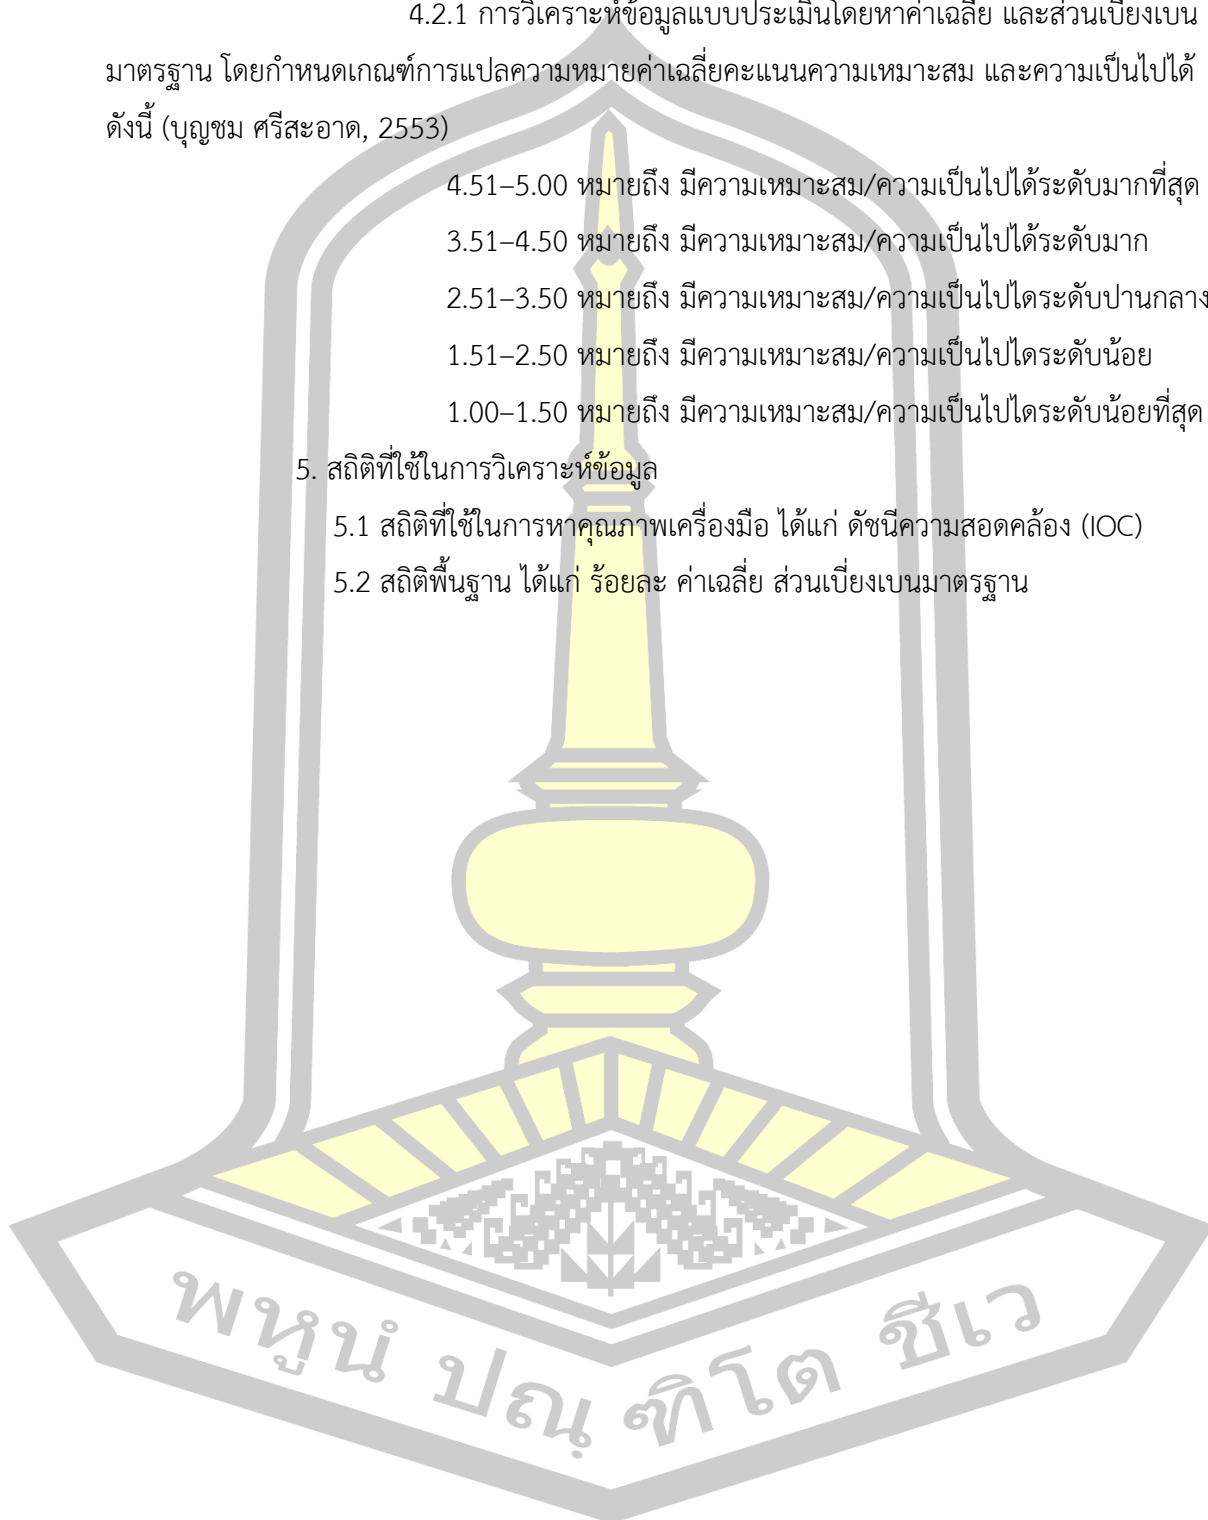 4.2.1 การวิเคราะห์ข้อมูลแบบประเมินโดยหาค่าเฉลี่ย และส่วนเบี่ยงเบน
มาตรฐาน โดยกำหนดเกณฑ์การแปลความหมายค่าเฉลี่ยคะแนนความเหมาะสม และความเป็นไปได้
ดังนี้ (บุญชม ศรีสะอาด, 2553)
4.51–5.00 หมายถึง มีความเหมาะสม/ความเป็นไปได้ระดับมากที่สุด
3.51–4.50 หมายถึง มีความเหมาะสม/ความเป็นไปได้ระดับมาก
2.51–3.50 หมายถึง มีความเหมาะสม/ความเป็นไปไดระดับปานกลาง
1.51–2.50 หมายถึง มีความเหมาะสม/ความเป็นไปไดระดับน้อย
1.00–1.50 หมายถึง มีความเหมาะสม/ความเป็นไปไดระดับน้อยที่สุด
5. สถิติที่ใช้ในการวิเคราะห์ข้อมูล
5.1 สถิติที่ใช้ในการหาคุณภาพเครื่องมือ ได้แก่ ดัชนีความสอดคล้อง (IOC)
5.2 สถิติพื้นฐาน ได้แก่ ร้อยละ ค่าเฉลี่ย ส่วนเบี่ยงเบนมาตรฐาน
พหูนํ ปณฺ ฑิโต ชีเว